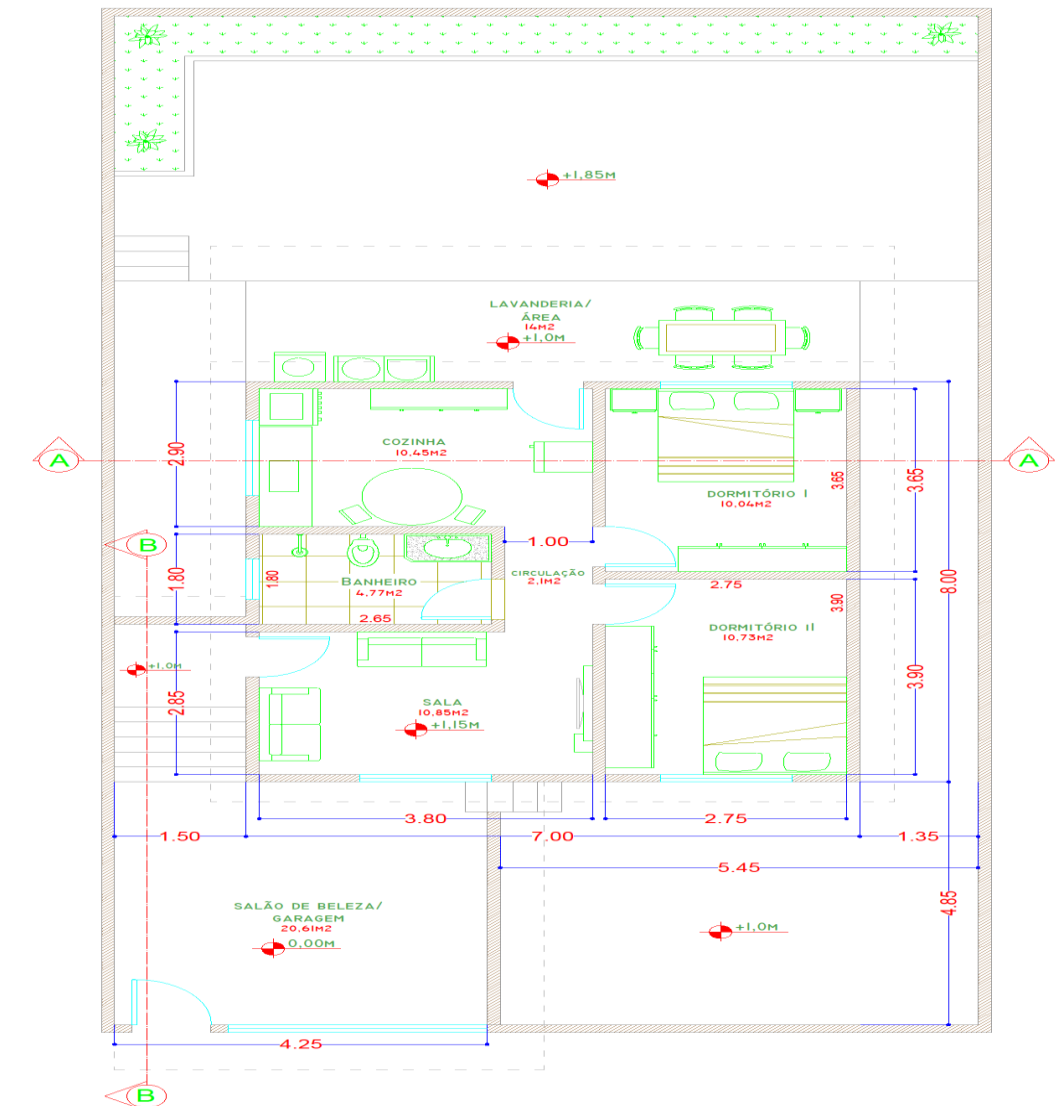 +1,85M
LAVANDERIA/
ÁREA
14M2
+1,0M
COZINHA
10,45M2
2.90
A
A
DORMITÓRIO I
10,04M2
3.65
3.65
B
1.00
CIRCULAÇÃO
2,1M2
BANHEIRO
4,77M2
1.80
1.80
2.65
2.75
3.90
8.00
DORMITÓRIO II
10,73M2
3.90
+1,0M
2.85
SALA
10,85M2
+1,15M
3.80
2.75
1.50
7.00
1.35
5.45
4.85
SALÃO DE BELEZA/
GARAGEM
20,61M2
0,00M
+1,0M
4.25
B